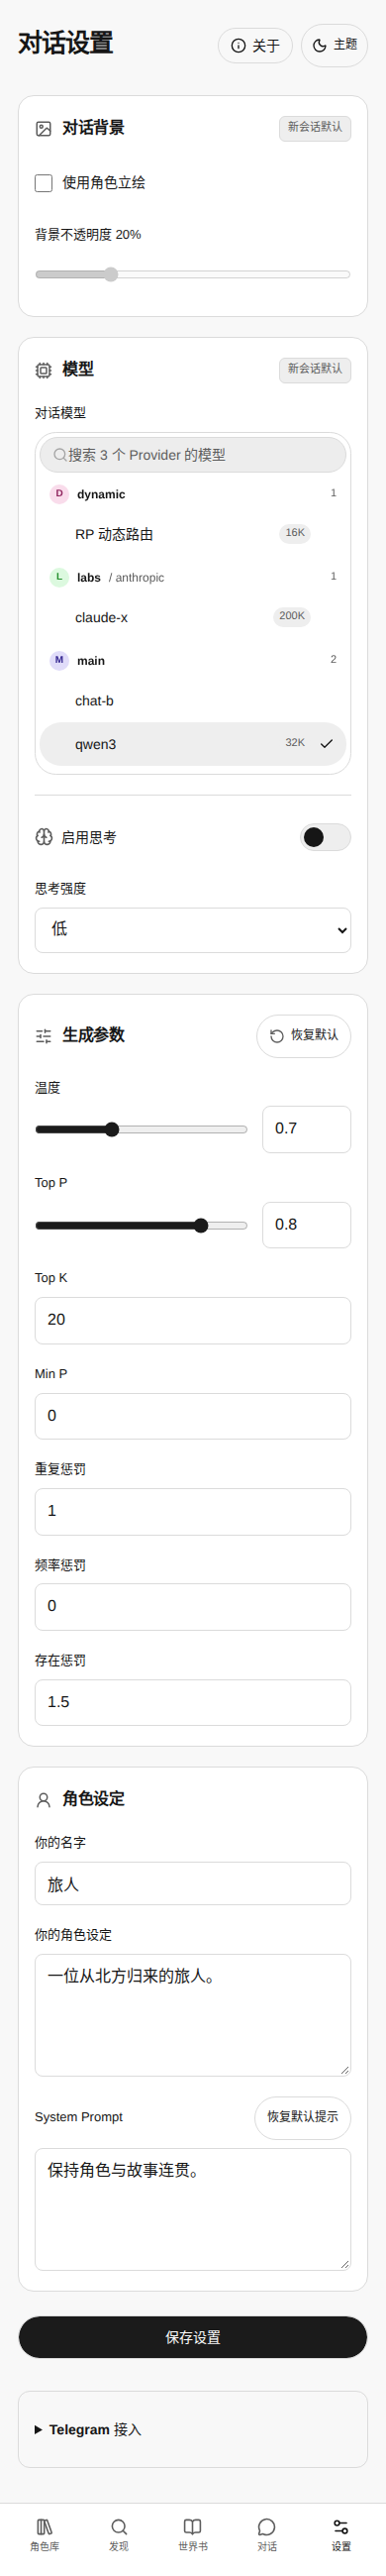 对话设置
关于
主题
对话背景
新会话默认
使用角色立绘
背景不透明度 20%
模型
新会话默认
对话模型
搜索 3 个 Provider 的模型
D dynamic 1
RP 动态路由 16K
L labs / anthropic 1
claude-x 200K
M main 2
chat-b
qwen3 32K
启用思考
思考强度
低
生成参数
恢复默认
温度
0.7
Top P
0.8
Top K
20
Min P
0
重复惩罚
1
频率惩罚
0
存在惩罚
1.5
角色设定
你的名字
旅人
你的角色设定
一位从北方归来的旅人。
System Prompt
恢复默认提示
保持角色与故事连贯。
保存设置
Telegram 接入
角色库
发现
世界书
对话
设置